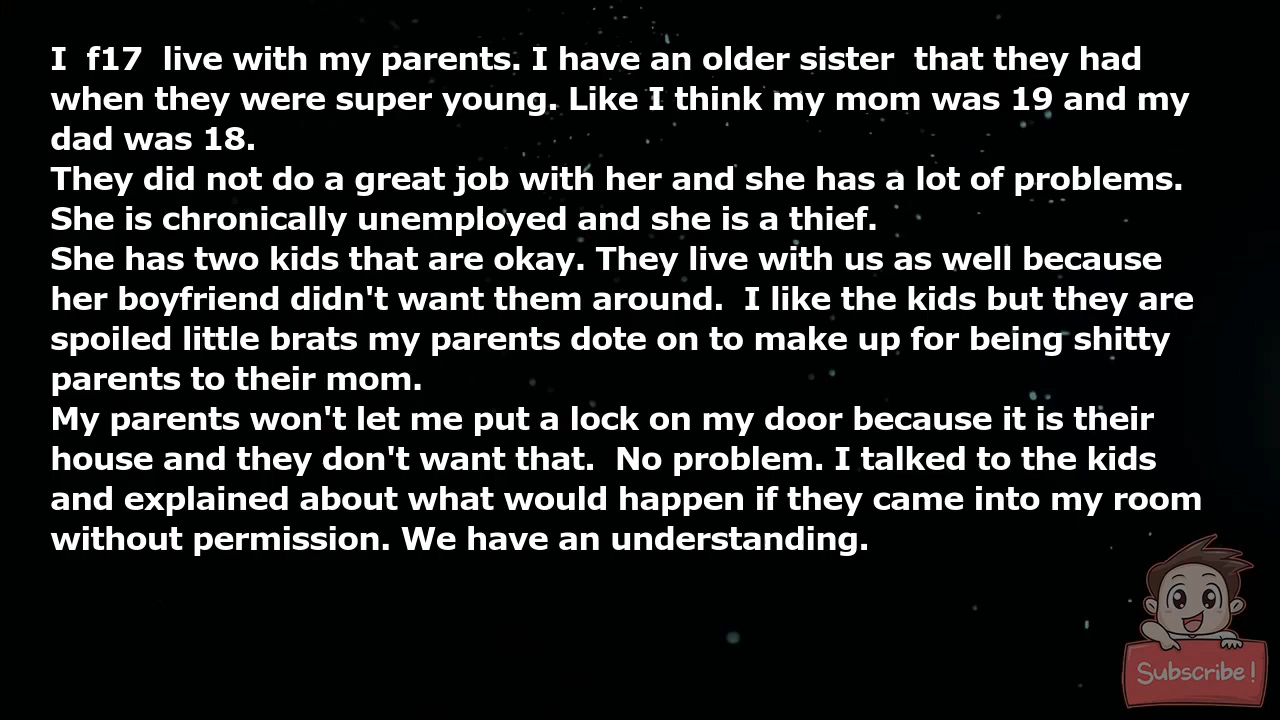 I  f17  live with my parents. I have an older sister  that they had
when they were super young. Like I think my mom was 19 and my
dad was 18.
They did not do a great job with her and she has a lot of problems.
She is chronically unemployed and she is a thief.
She has two kids that are okay. They live with us as well because
her boyfriend didn't want them around.  I like the kids but they are
spoiled little brats my parents dote on to make up for being shitty
parents to their mom.
My parents won't let me put a lock on my door because it is their
house and they don't want that.  No problem. I talked to the kids
and explained about what would happen if they came into my room
without permission. We have an understanding.
Subscribe!